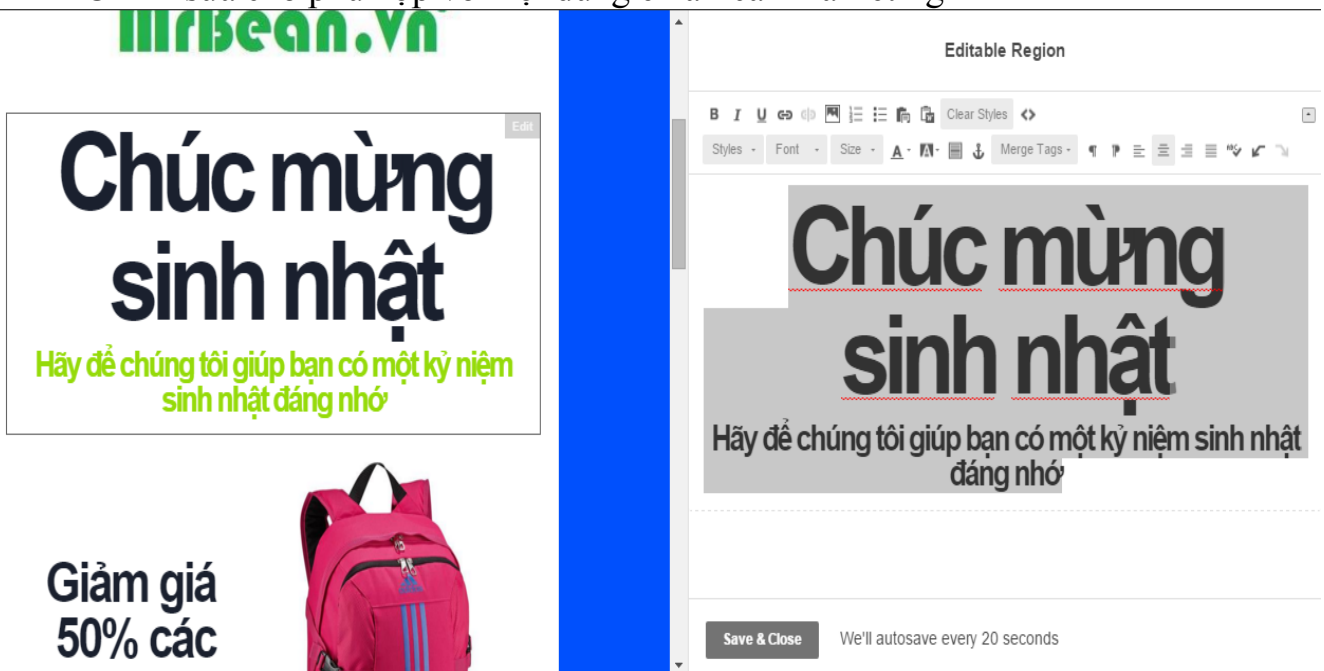 MrBean.vn
Edit
Chúc mừng
sinh nhật
Hãy để chúng tôi giúp bạn có một kỷ niệm
sinh nhật đáng nhớ
Giảm giá
50% các
Editable Region
B I U Clear Styles <>
Styles Font Size A A Merge Tags
Chúc mừng
sinh nhật
Hãy để chúng tôi giúp bạn có một kỷ niệm sinh nhật
đáng nhớ
Save & Close We'll autosave every 20 seconds